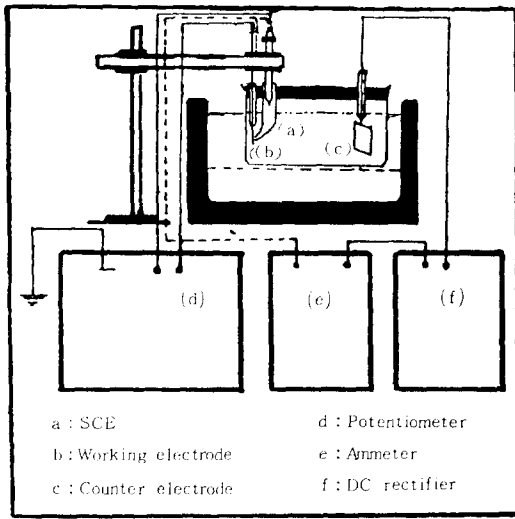 (a)
(b)
(c)
(d)
(e)
(f)
a : SCE
b : Working electrode
c : Counter electrode
d : Potentiometer
e : Ammeter
f : DC rectifier